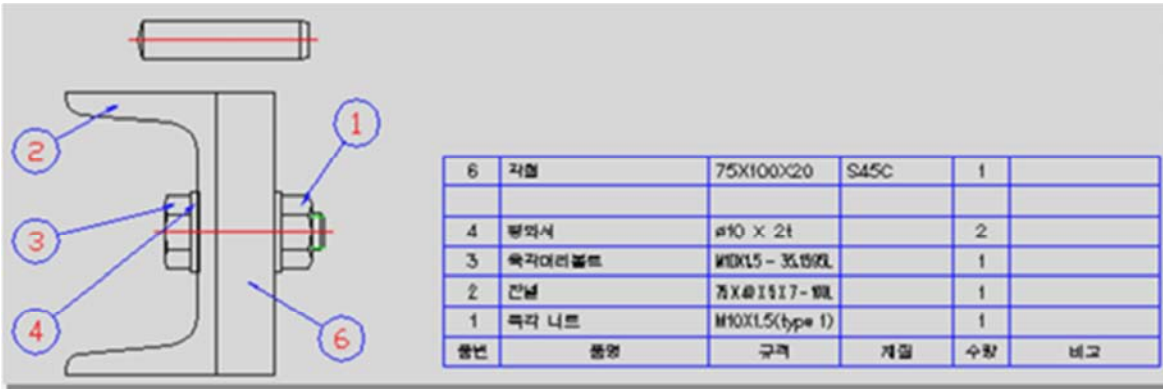 1
2
3
4
6
6 각철 75X100X20 S45C 1
4 평와셔 ø10 X 2t 2
3 육각머리볼트 1
2 찬넬 75X40X5X7-100L 1
1 육각 너트 M10X1.5(type 1) 1
품번 품명 규격 재질 수량 비고